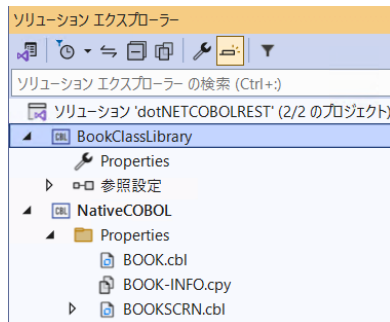 ソリューション エクスプローラー
ソリューション エクスプローラー の検索 (Ctrl+:)
ソリューション 'dotNETCOBOLREST' (2/2 のプロジェクト)
CBL BookClassLibrary
Properties
参照設定
CBL NativeCOBOL
Properties
BOOK.cbl
BOOK-INFO.cpy
BOOKSCRN.cbl